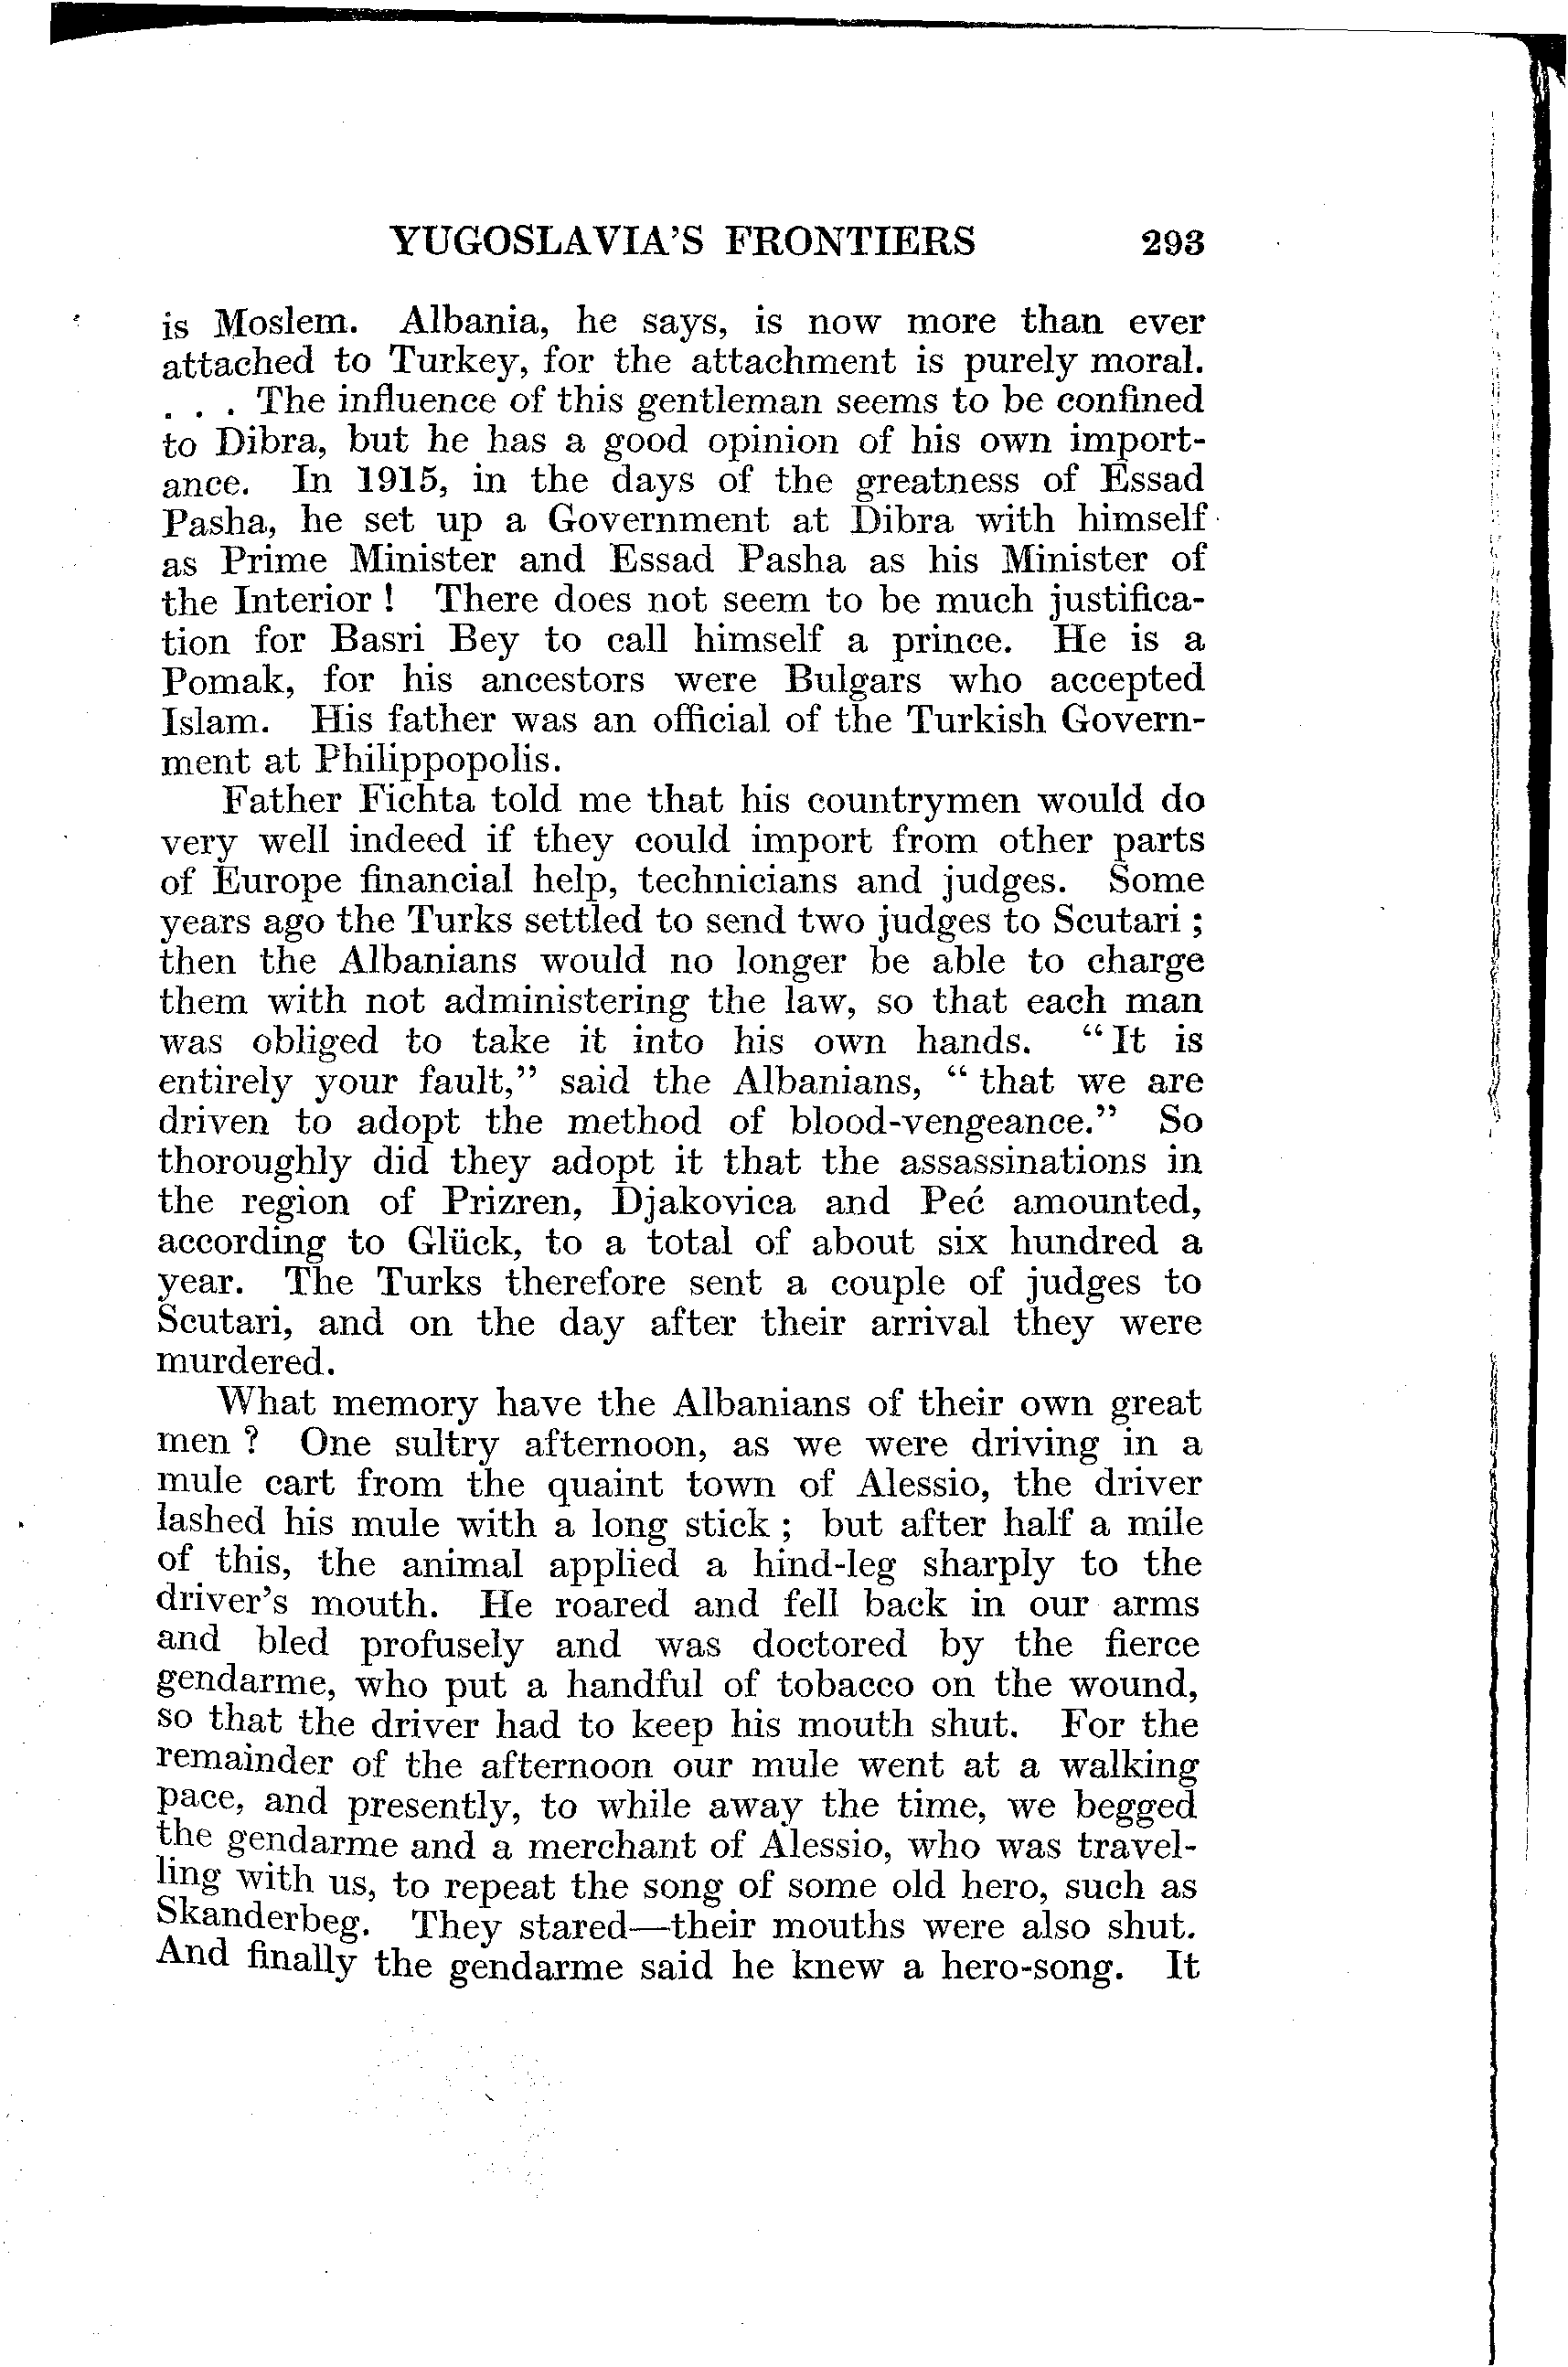 YUGOSLAVIA'S FRONTIERS 293
is Moslem. Albania, he says, is now more than ever
attached to Turkey, for the attachment is purely moral.
. . . The influence of this gentleman seems to be confined
to Dibra, but he has a good opinion of his own import-
ance. In 1915, in the days of the greatness of Essad
Pasha, he set up a Government at Dibra with himself
as Prime Minister and Essad Pasha as his Minister of
the Interior ! There does not seem to be much justifica-
tion for Basri Bey to call himself a prince. He is a
Pomak, for his ancestors were Bulgars who accepted
Islam. His father was an official of the Turkish Govern-
ment at Philippopolis.
Father Fichta told me that his countrymen would do
very well indeed if they could import from other parts
of Europe financial help, technicians and judges. Some
years ago the Turks settled to send two judges to Scutari ;
then the Albanians would no longer be able to charge
them with not administering the law, so that each man
was obliged to take it into his own hands. “ It is
entirely your fault,” said the Albanians, “ that we are
driven to adopt the method of blood-vengeance.” So
thoroughly did they adopt it that the assassinations in
the region of Prizren, Djakovica and Peć amounted,
according to Glück, to a total of about six hundred a
year. The Turks therefore sent a couple of judges to
Scutari, and on the day after their arrival they were
murdered.
What memory have the Albanians of their own great
men ? One sultry afternoon, as we were driving in a
mule cart from the quaint town of Alessio, the driver
lashed his mule with a long stick ; but after half a mile
of this, the animal applied a hind-leg sharply to the
driver's mouth. He roared and fell back in our arms
and bled profusely and was doctored by the fierce
gendarme, who put a handful of tobacco on the wound,
so that the driver had to keep his mouth shut. For the
remainder of the afternoon our mule went at a walking
pace, and presently, to while away the time, we begged
the gendarme and a merchant of Alessio, who was travel-
ling with us, to repeat the song of some old hero, such as
Skanderbeg. They stared—their mouths were also shut.
And finally the gendarme said he knew a hero-song. It